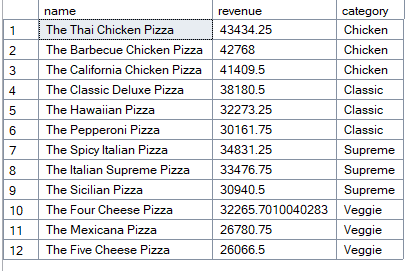 name revenue category
1 The Thai Chicken Pizza 43434.25 Chicken
2 The Barbecue Chicken Pizza 42768 Chicken
3 The California Chicken Pizza 41409.5 Chicken
4 The Classic Deluxe Pizza 38180.5 Classic
5 The Hawaiian Pizza 32273.25 Classic
6 The Pepperoni Pizza 30161.75 Classic
7 The Spicy Italian Pizza 34831.25 Supreme
8 The Italian Supreme Pizza 33476.75 Supreme
9 The Sicilian Pizza 30940.5 Supreme
10 The Four Cheese Pizza 32265.7010040283 Veggie
11 The Mexicana Pizza 26780.75 Veggie
12 The Five Cheese Pizza 26066.5 Veggie